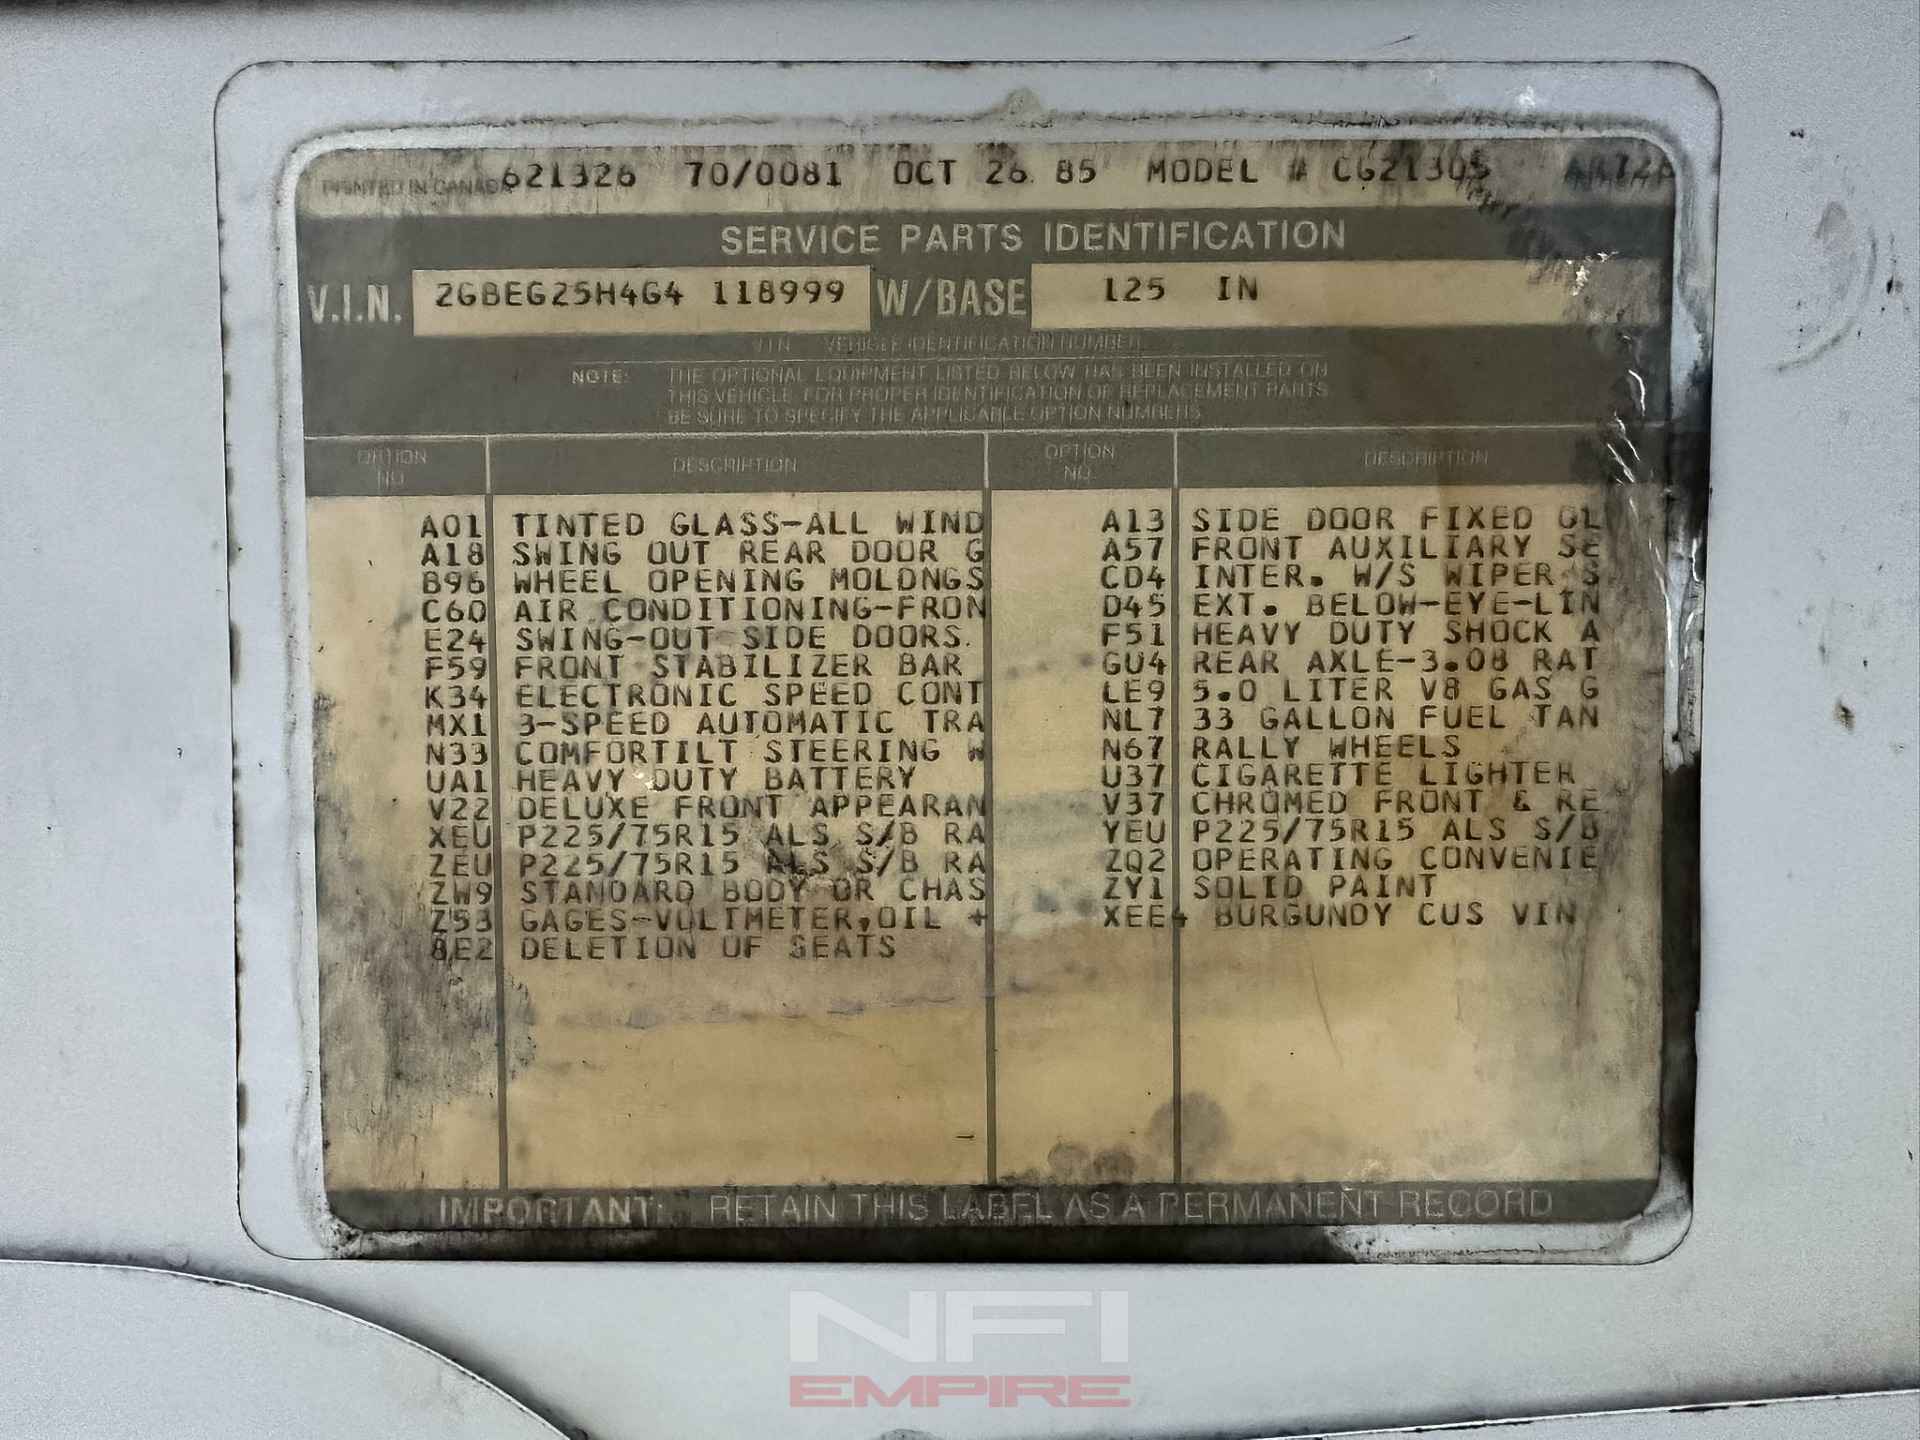 PRINTED IN CANADA 621326 70/0081 OCT 26 85 MODEL # CG21305
SERVICE PARTS IDENTIFICATION
V.I.N. 2GBEG25H4G4 118999 W/BASE 125 IN
VIN VEHICLE IDENTIFICATION NUMBER
NOTE: THE OPTIONAL EQUIPMENT LISTED BELOW HAS BEEN INSTALLED ON
THIS VEHICLE. FOR PROPER IDENTIFICATION OF REPLACEMENT PARTS
BE SURE TO SPECIFY THE APPLICABLE OPTION NUMBERS.
OPTION NO. DESCRIPTION OPTION NO. DESCRIPTION
A01 TINTED GLASS-ALL WIND A13 SIDE DOOR FIXED GL
A18 SWING OUT REAR DOOR G A57 FRONT AUXILIARY SE
B96 WHEEL OPENING MOLDNGS CD4 INTER. W/S WIPER S
C60 AIR CONDITIONING-FRON D45 EXT. BELOW-EYE-LIN
E24 SWING-OUT SIDE DOORS. F51 HEAVY DUTY SHOCK A
F59 FRONT STABILIZER BAR GU4 REAR AXLE-3.08 RAT
K34 ELECTRONIC SPEED CONT LE9 5.0 LITER V8 GAS G
MX1 3-SPEED AUTOMATIC TRA NL7 33 GALLON FUEL TAN
N33 COMFORTILT STEERING W N67 RALLY WHEELS
UA1 HEAVY DUTY BATTERY U37 CIGARETTE LIGHTER
V22 DELUXE FRONT APPEARAN V37 CHROMED FRONT & RE
XEU P225/75R15 ALS S/B RA YEU P225/75R15 ALS S/B
ZEU P225/75R15 ALS S/B RA ZQ2 OPERATING CONVENIE
ZW9 STANDARD BODY OR CHAS ZY1 SOLID PAINT
Z53 GAGES-VOLTMETER,OIL + XEE4 BURGUNDY CUS VIN
8E2 DELETION OF SEATS
IMPORTANT: RETAIN THIS LABEL AS A PERMANENT RECORD
NFI
EMPIRE